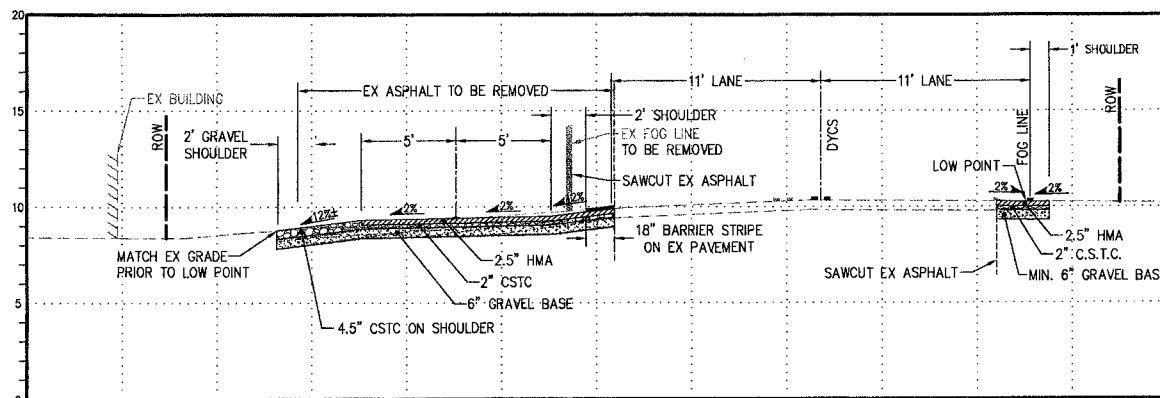 20
15
10
5
EX BUILDING
ROW
2' GRAVEL
SHOULDER
EX ASPHALT TO BE REMOVED
5'
5'
2' SHOULDER
EX FOG LINE
TO BE REMOVED
SAWCUT EX ASPHALT
11' LANE
11' LANE
DYCS
1' SHOULDER
FOG LINE
ROW
LOW POINT
12%±
2%
2%
2%
2%
2%
MATCH EX GRADE
PRIOR TO LOW POINT
18" BARRIER STRIPE
ON EX PAVEMENT
2.5" HMA
2" CSTC
6" GRAVEL BASE
4.5" CSTC ON SHOULDER
SAWCUT EX ASPHALT
2.5" HMA
2" C.S.T.C.
MIN. 6" GRAVEL BAS